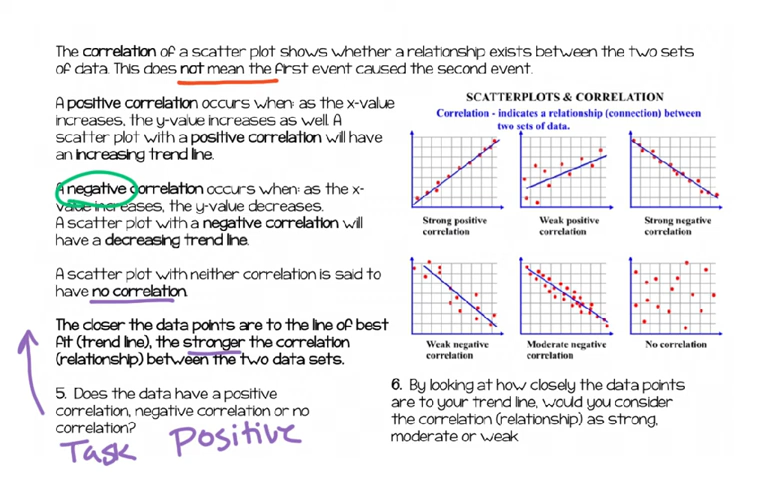 The correlation of a scatter plot shows whether a relationship exists between the two sets
of data. This does not mean the first event caused the second event.
A positive correlation occurs when: as the x-value
increases, the y-value increases as well. A
scatter plot with a positive correlation will have
an increasing trend line.
A negative correlation occurs when: as the x-
value increases, the y-value decreases.
A scatter plot with a negative correlation will
have a decreasing trend line.
A scatter plot with neither correlation is said to
have no correlation.
The closer the data points are to the line of best
fit (trend line), the stronger the correlation
(relationship) between the two data sets.
SCATTERPLOTS & CORRELATION
Correlation - indicates a relationship (connection) between
two sets of data.
Strong positive
correlation
Weak positive
correlation
Strong negative
correlation
Weak negative
correlation
Moderate negative
correlation
No correlation
5. Does the data have a positive
correlation, negative correlation or no
correlation?
Task Positive
6. By looking at how closely the data points
are to your trend line, would you consider
the correlation (relationship) as strong,
moderate or weak